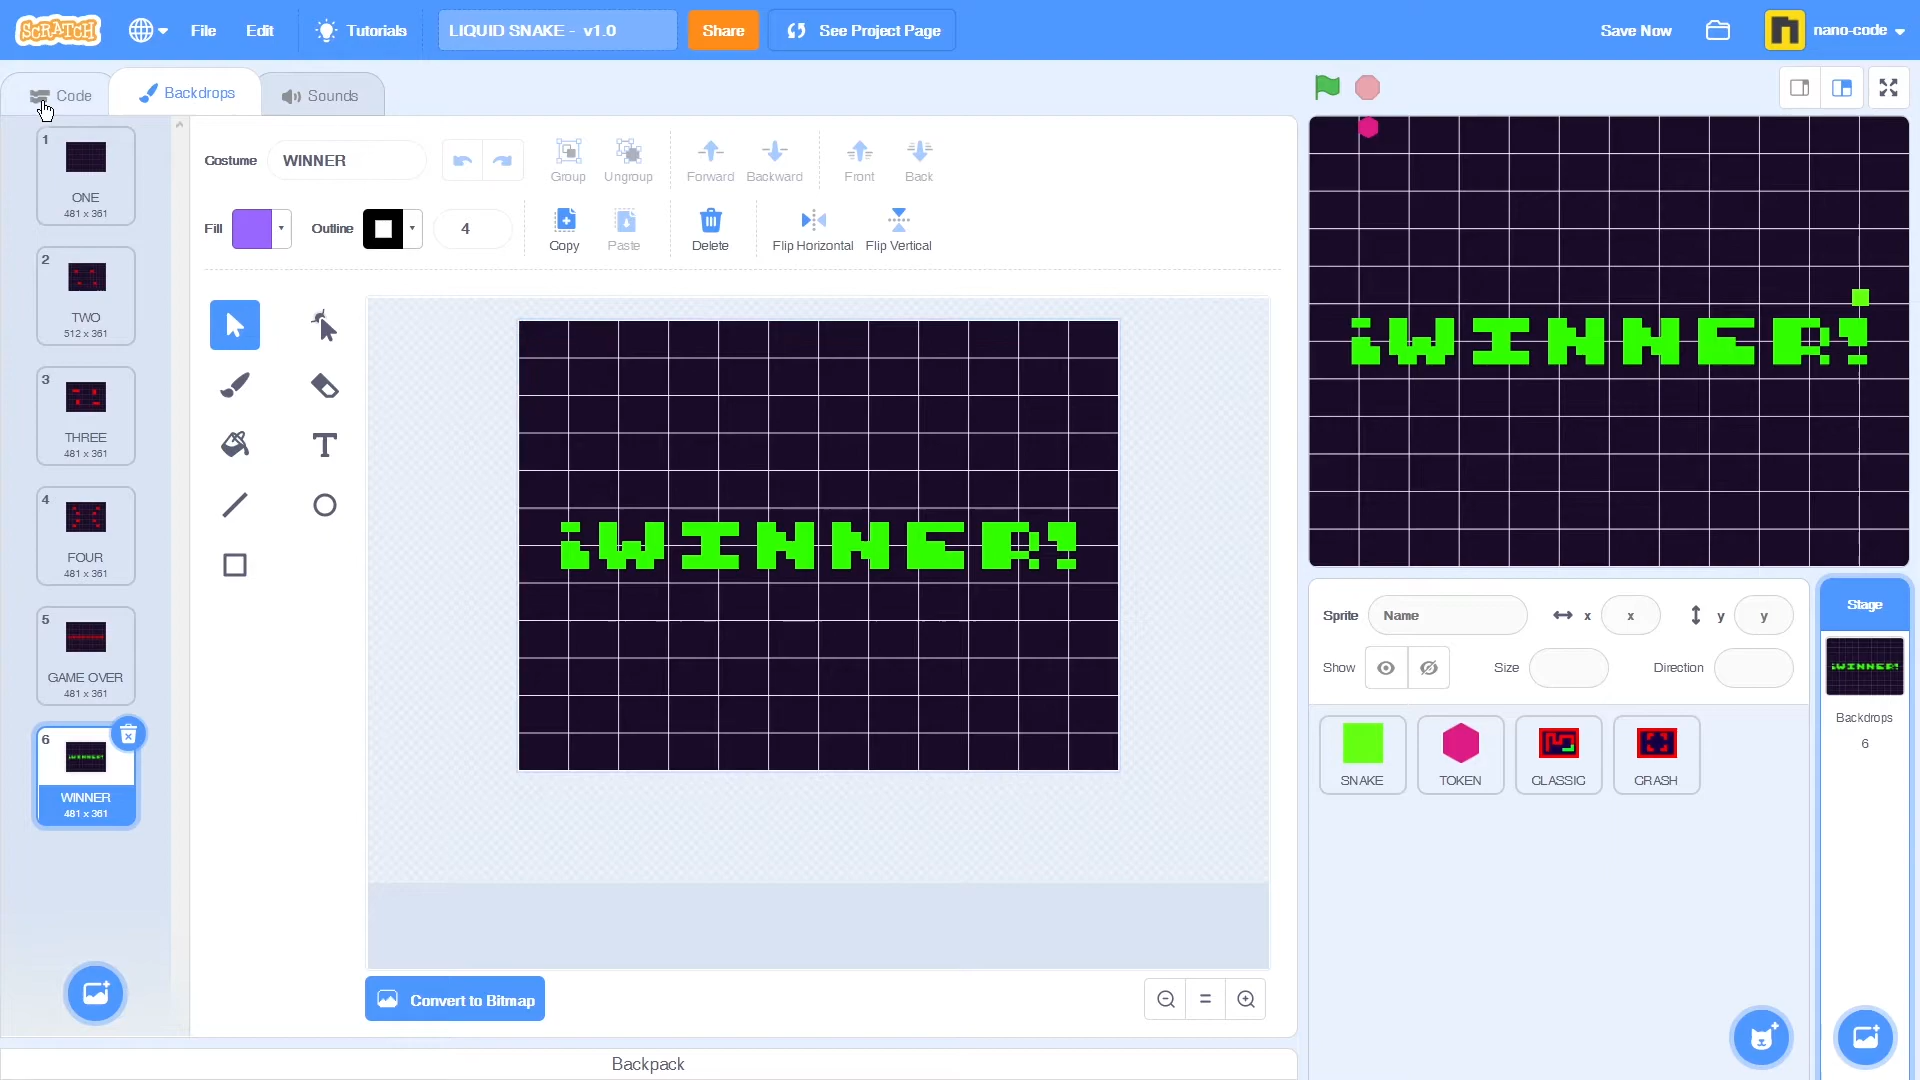 SCRATCH File Edit Tutorials LIQUID SNAKE - v1.0 Share See Project Page Save Now nano-code
Code Backdrops Sounds
1
ONE
481 x 361
2
TWO
512 x 361
3
THREE
481 x 361
4
FOUR
481 x 361
5
GAME OVER
481 x 361
6
WINNER
481 x 361
Costume WINNER
Group Ungroup Forward Backward Front Back
Fill Outline 4
Copy Paste Delete Flip Horizontal Flip Vertical
T
¡WINNER!
Convert to Bitmap
=
Backpack
¡WINNER!
Sprite Name x x y y
Show Size Direction
SNAKE TOKEN CLASSIC CRASH
Stage
¡WINNER!
Backdrops
6